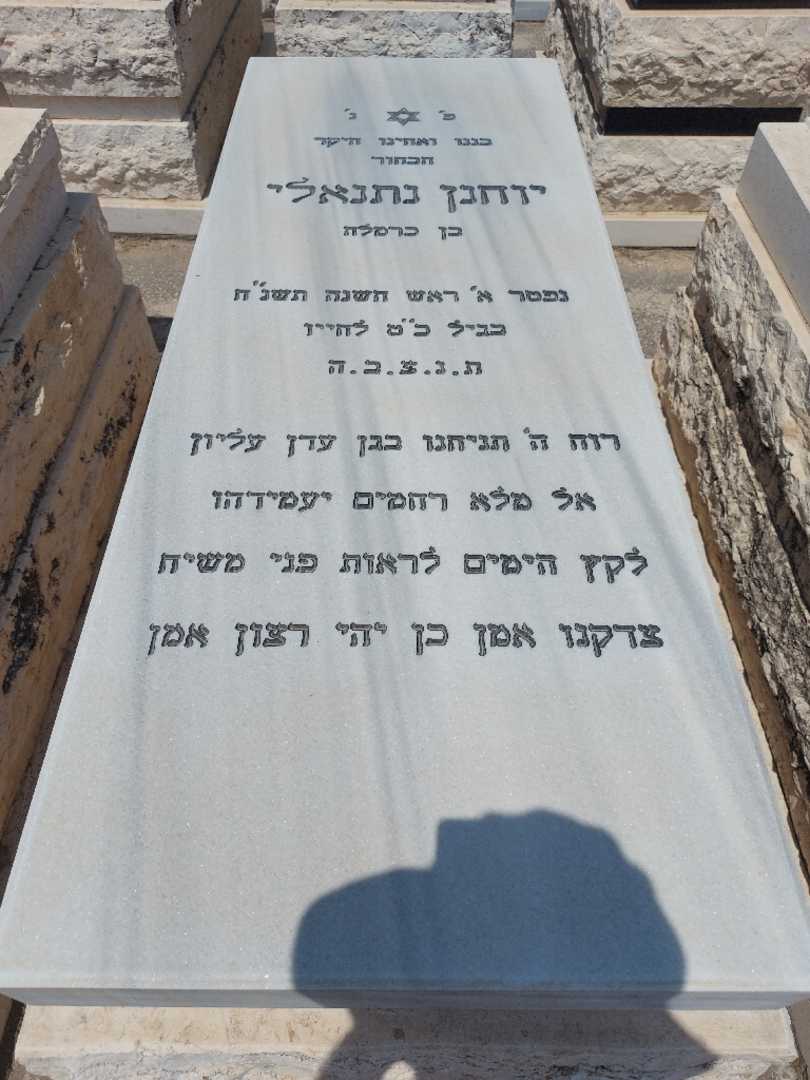 פ' נ'
בננו ואחינו היקר
הבחור
יוחנן נתנאלי
בן כרמלה
נפטר א' ראש השנה תשנ"ח
בגיל כ"ט לחייו
ת.נ.צ.ב.ה
רוח ה' תניחנו בגן עדן עליון
אל מלא רחמים יעמידהו
לקץ הימים לראות פני משיח
צדקנו אמן כן יהי רצון אמן